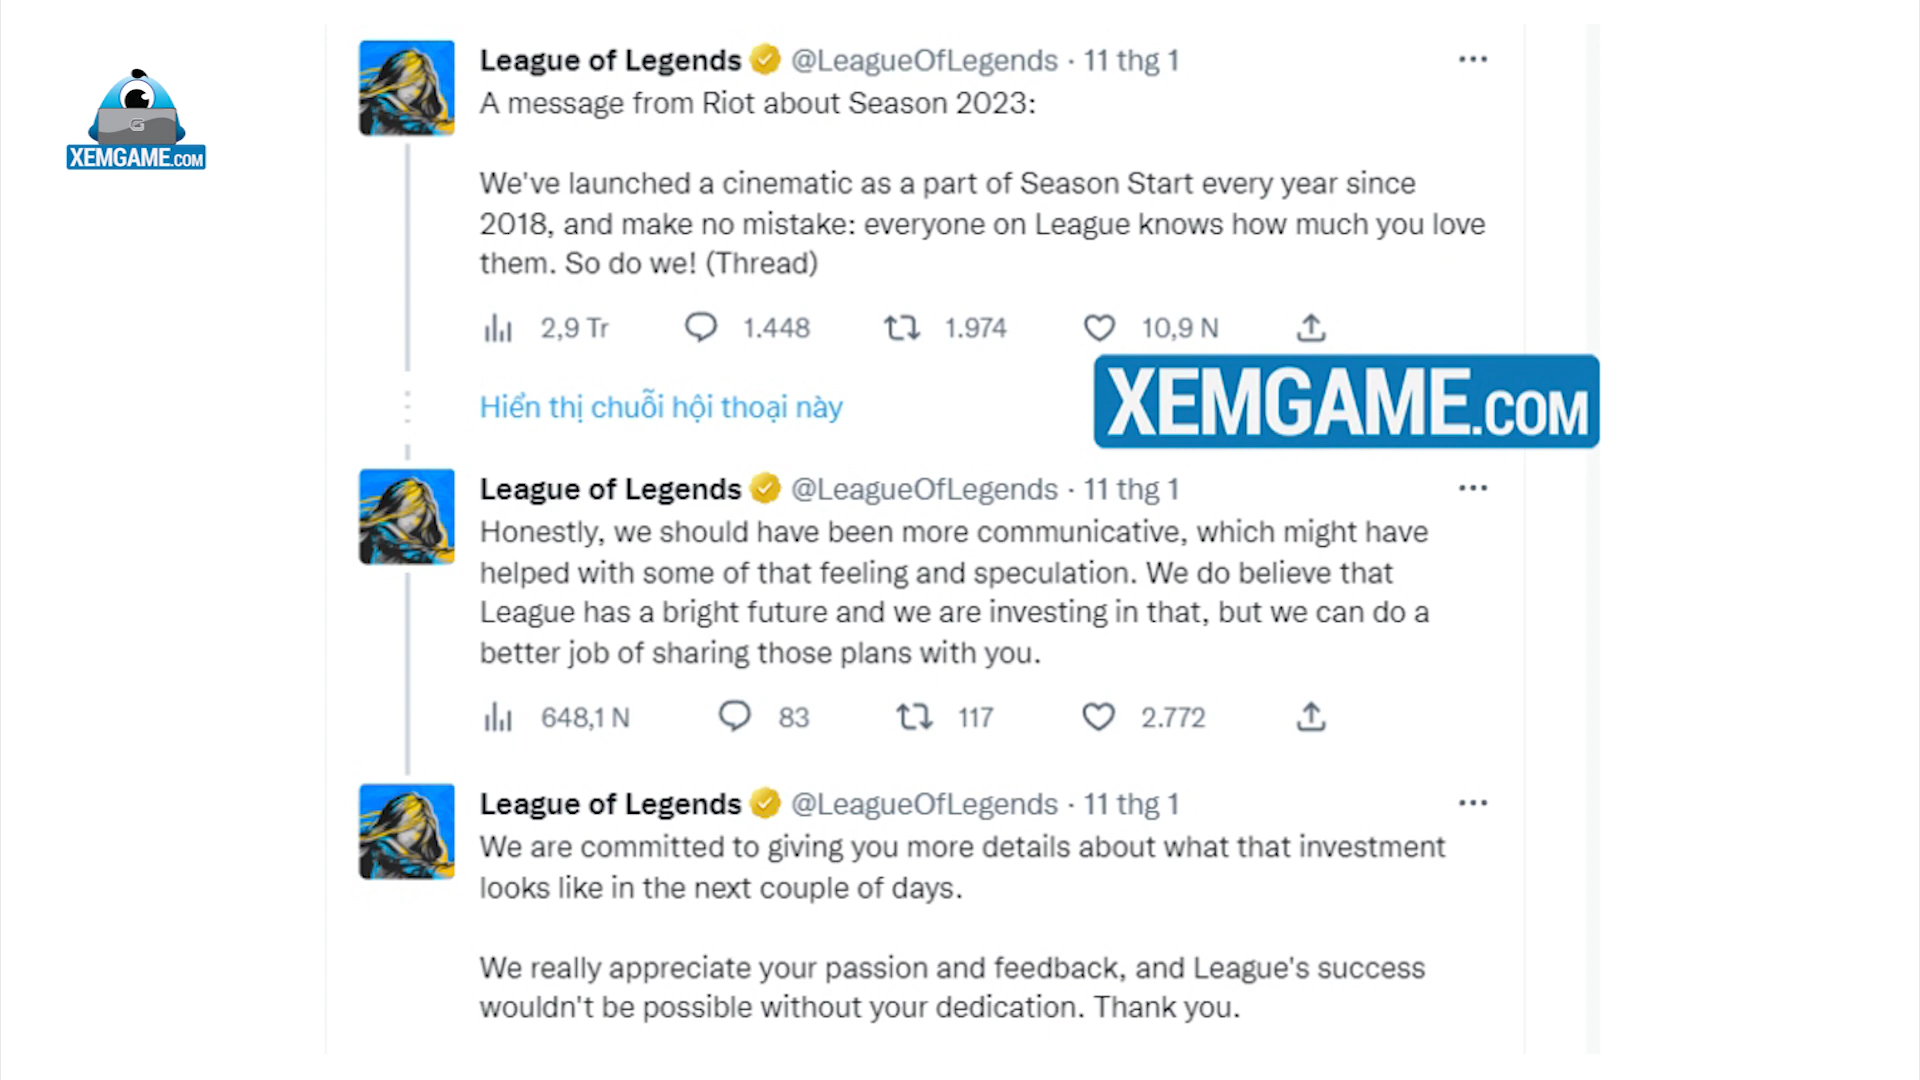 XEMGAME.COM
League of Legends @LeagueOfLegends · 11 thg 1
A message from Riot about Season 2023:
We've launched a cinematic as a part of Season Start every year since
2018, and make no mistake: everyone on League knows how much you love
them. So do we! (Thread)
2,9 Tr 1.448 1.974 10,9 N
Hiển thị chuỗi hội thoại này
XEMGAME.COM
League of Legends @LeagueOfLegends · 11 thg 1
Honestly, we should have been more communicative, which might have
helped with some of that feeling and speculation. We do believe that
League has a bright future and we are investing in that, but we can do a
better job of sharing those plans with you.
648,1 N 83 117 2.772
League of Legends @LeagueOfLegends · 11 thg 1
We are committed to giving you more details about what that investment
looks like in the next couple of days.
We really appreciate your passion and feedback, and League's success
wouldn't be possible without your dedication. Thank you.